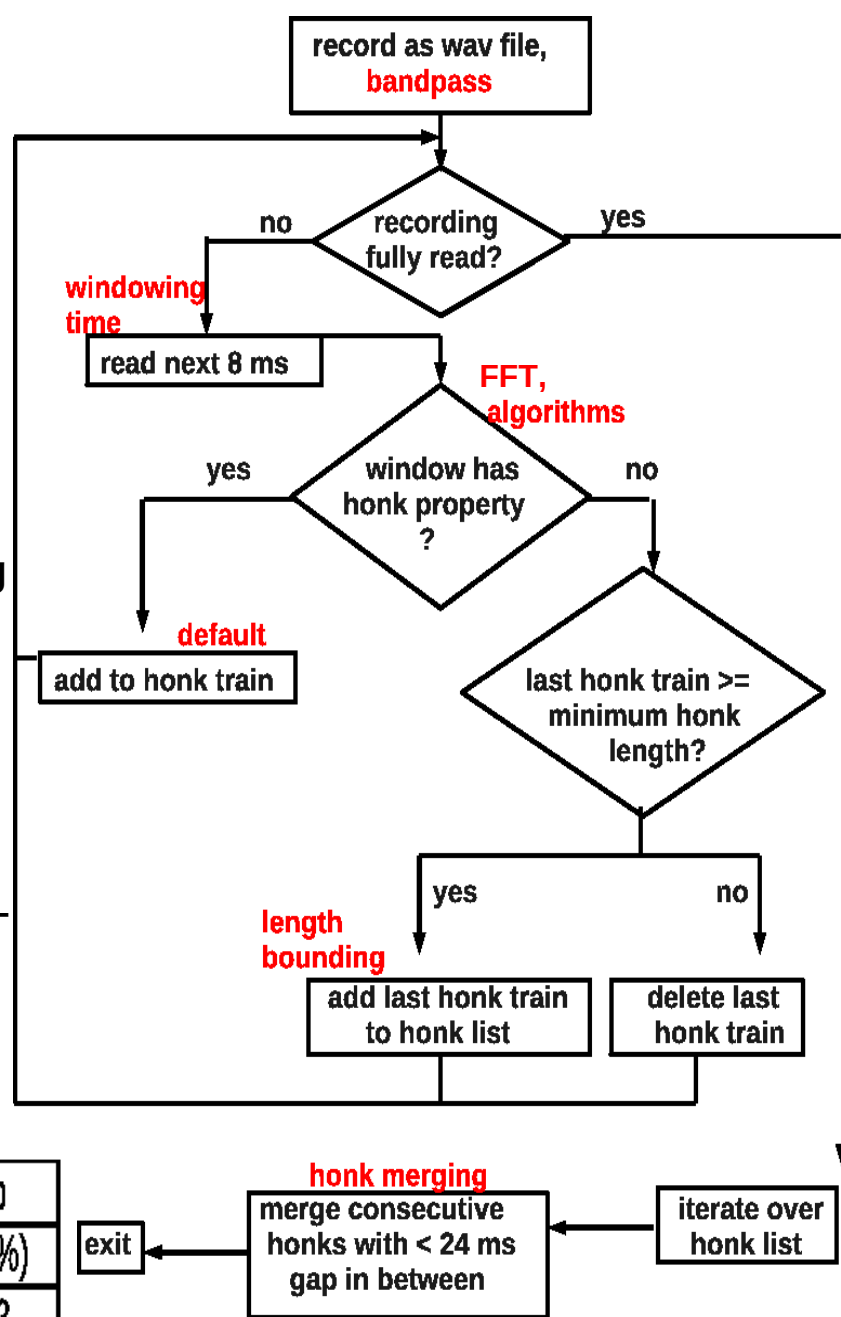 record as wav file,
bandpass
no
recording
fully read?
yes
windowing
time
read next 8 ms
FFT,
algorithms
yes
window has
honk property
?
no
default
add to honk train
last honk train >=
minimum honk
length?
yes
no
length
bounding
add last honk train
to honk list
delete last
honk train
honk merging
merge consecutive
honks with < 24 ms
gap in between
iterate over
honk list
exit
%)